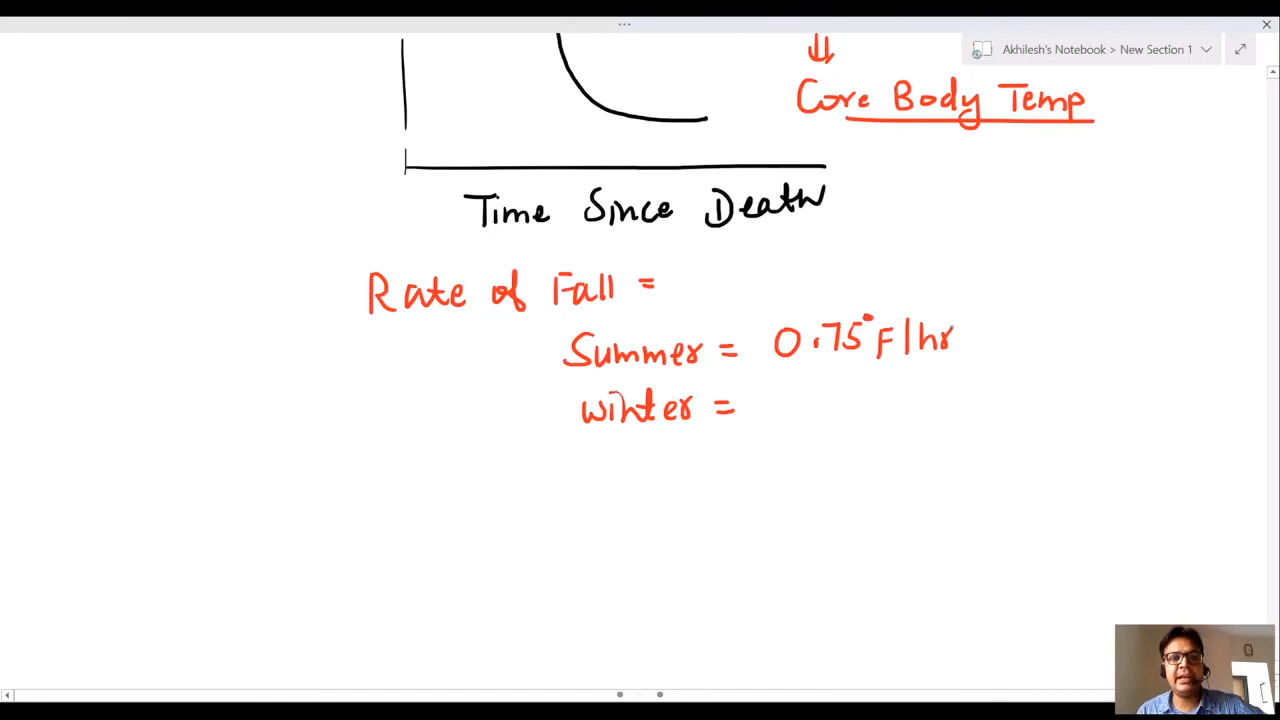 Akhilesh's Notebook > New Section 1
Core Body Temp
Time Since Death
Rate of Fall =
Summer = 0.75°F/hr
winter =